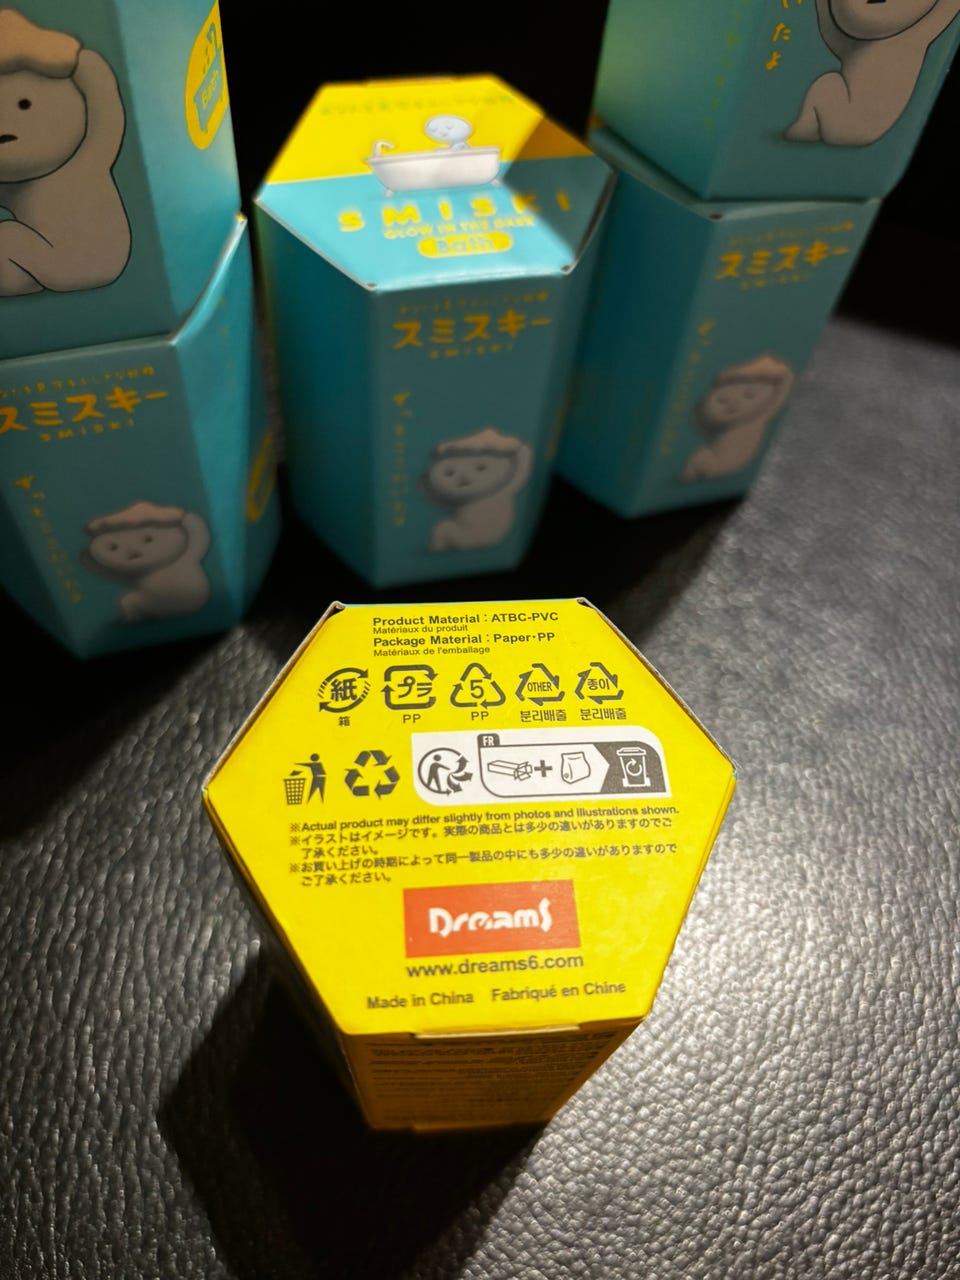 たよ
Bath
SMISKI
GLOW IN THE DARK
Bath
スミスキー
SMISKI
スミスキー
SMISKI
スミスキー
SMISKI
Product Material : ATBC-PVC
Matériaux du produit
Package Material : Paper・PP
Matériaux de l'emballage
紙 プラ 5 OTHER 종이
箱 PP PP 분리배출 분리배출
FR
※Actual product may differ slightly from photos and illustrations shown.
※イラストはイメージです。実際の商品とは多少の違いがありますのでご
了承ください。
※お買い上げの時期によって同一製品の中にも多少の違いがありますので
ご了承ください。
Dreams
www.dreams6.com
Made in China Fabriqué en Chine